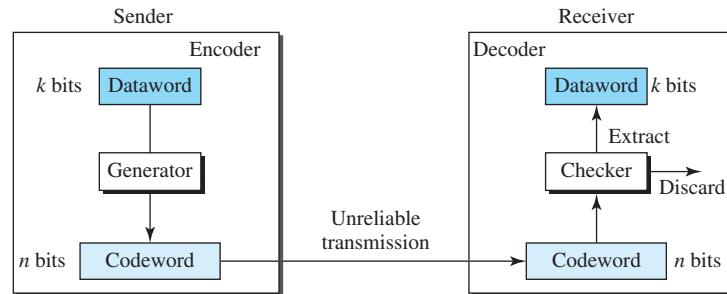 Sender
Receiver
Encoder
Decoder
k bits
Dataword
Dataword
k bits
Extract
Generator
Checker
Discard
Unreliable
transmission
n bits
Codeword
Codeword
n bits